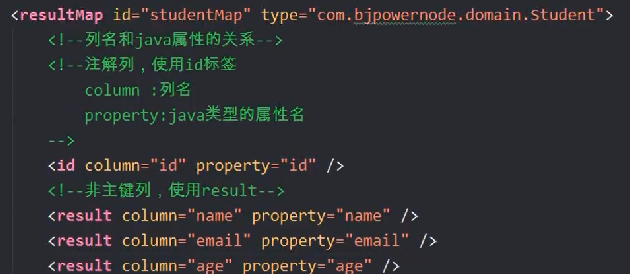 <resultMap id="studentMap" type="com.bjpowernode.domain.Student">
<!--列名和java属性的关系-->
<!--注解列，使用id标签
column :列名
property:java类型的属性名
-->
<id column="id" property="id" />
<!--非主键列，使用result-->
<result column="name" property="name" />
<result column="email" property="email" />
<result column="age" property="age" />